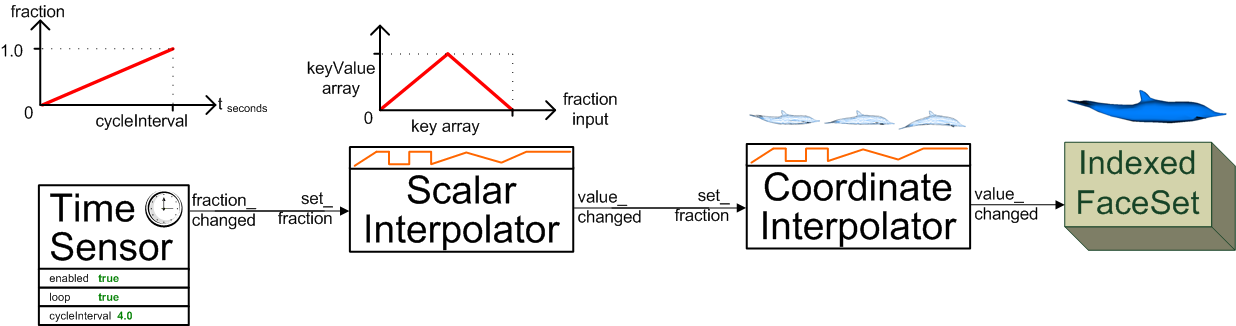 fraction
1.0
0
t seconds
cycleInterval
keyValue
array
0
key array
fraction
input
Time
Sensor
enabled true
loop true
cycleInterval 4.0
fraction_
changed
set_
fraction
Scalar
Interpolator
value_
changed
set_
fraction
Coordinate
Interpolator
value_
changed
Indexed
FaceSet